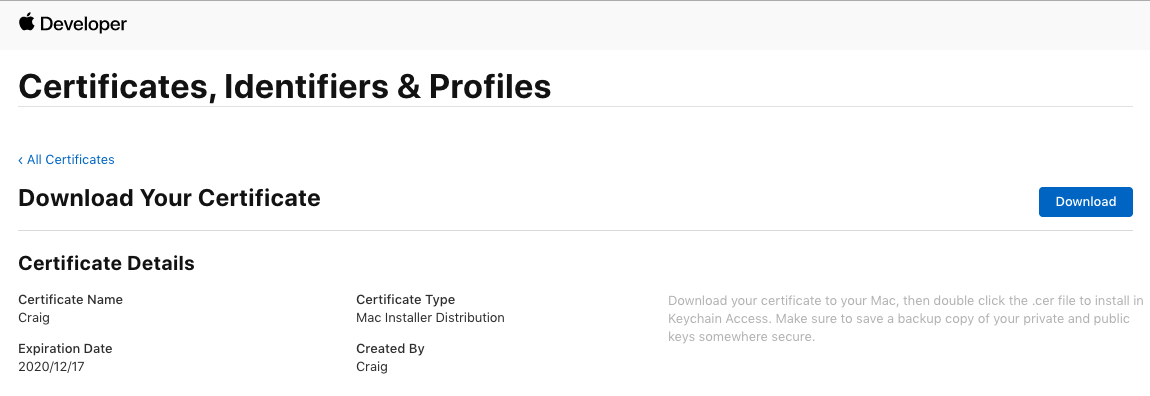 Developer
Certificates, Identifiers & Profiles
‹ All Certificates
Download Your Certificate
Download
Certificate Details
Certificate Name
Craig
Certificate Type
Mac Installer Distribution
Download your certificate to your Mac, then double click the .cer file to install in
Keychain Access. Make sure to save a backup copy of your private and public
keys somewhere secure.
Expiration Date
2020/12/17
Created By
Craig